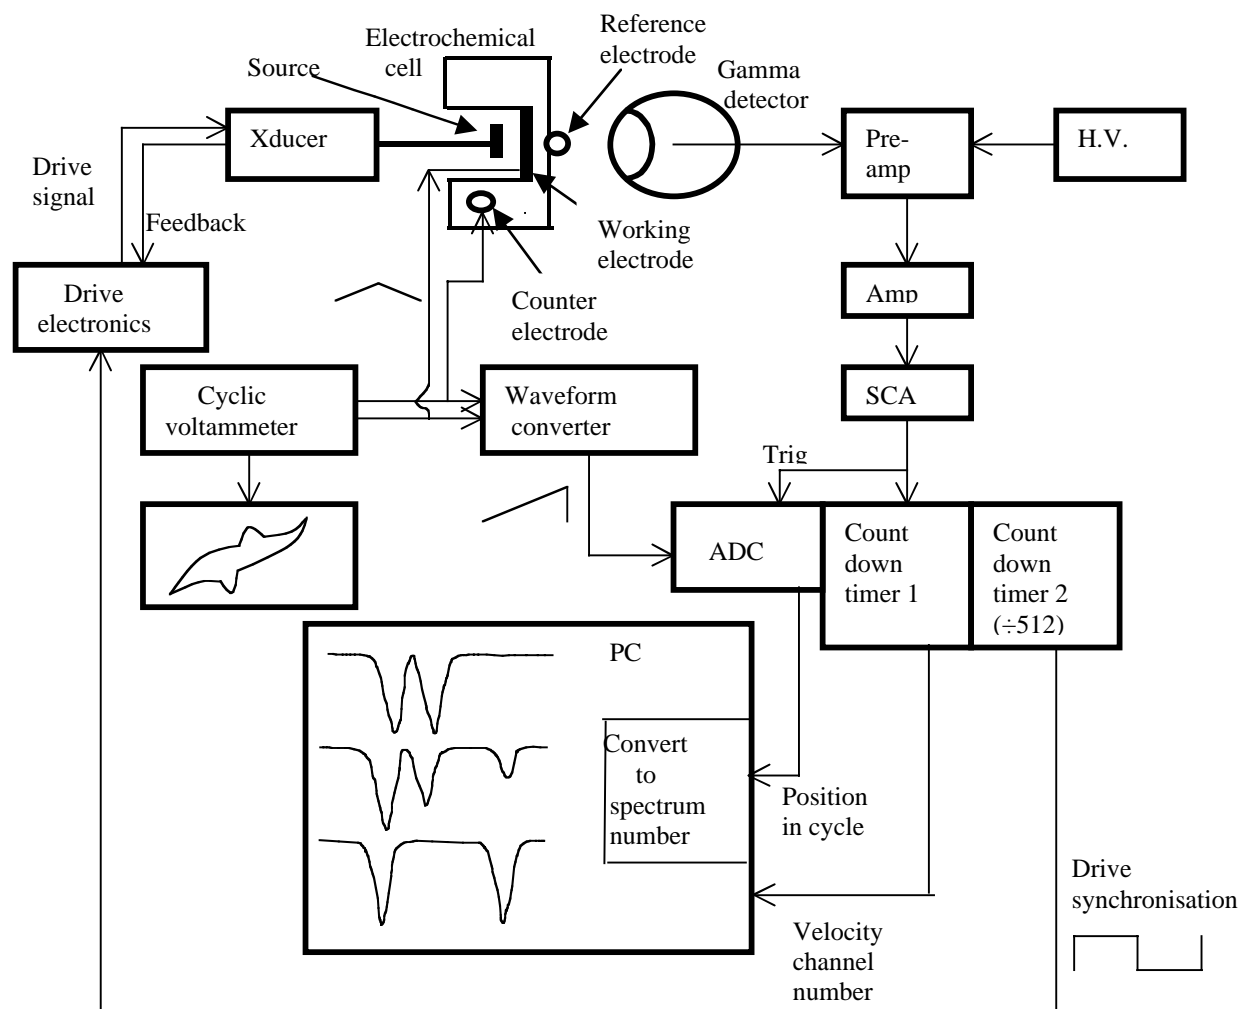 Reference
electrode
Electrochemical
cell
Source
Gamma
detector
Xducer
Pre-
amp
H.V.
Drive
signal
Feedback
Working
electrode
Drive
electronics
Counter
electrode
Amp
Cyclic
voltammeter
Waveform
converter
SCA
Trig
ADC
Count
down
timer 1
Count
down
timer 2
(÷512)
PC
Convert
to
spectrum
number
Position
in cycle
Drive
synchronisation
Velocity
channel
number